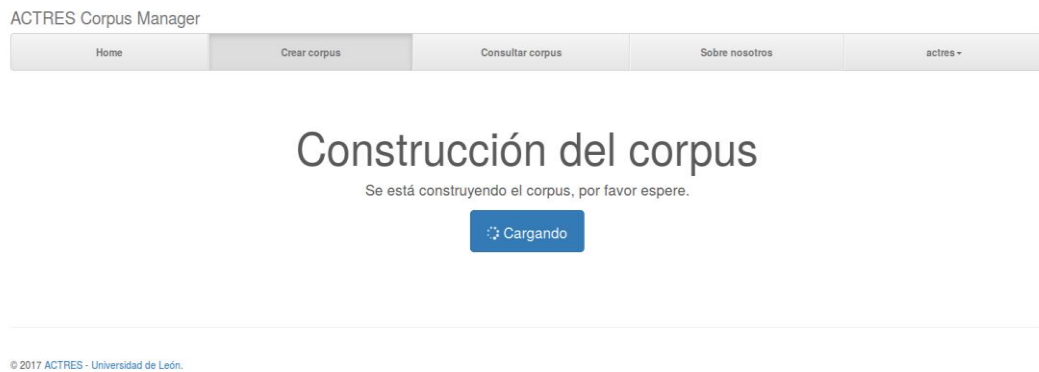 ACTRES Corpus Manager
Home Crear corpus Consultar corpus Sobre nosotros actres
Construcción del corpus
Se está construyendo el corpus, por favor espere.
Cargando
© 2017 ACTRES - Universidad de León.